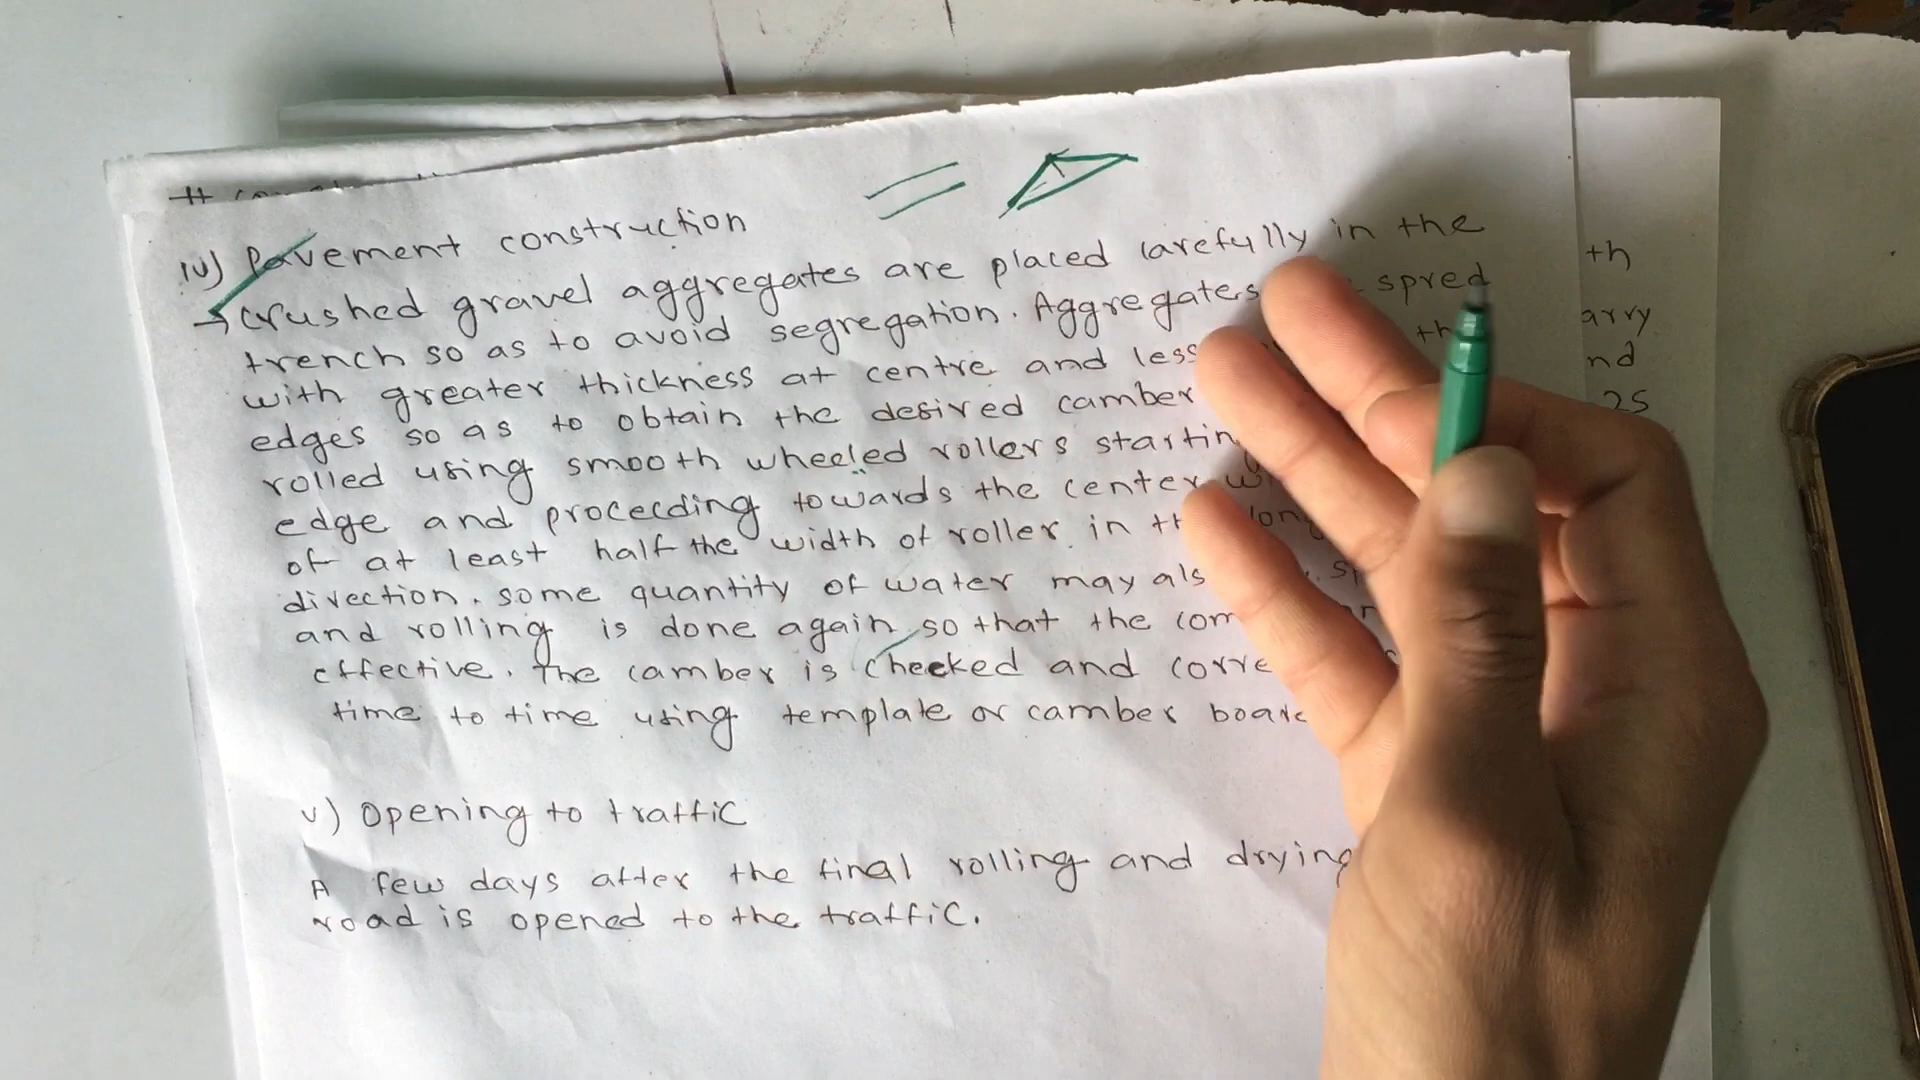 iv) Pavement construction
→ crushed gravel aggregates are placed carefully in the
trench so as to avoid segregation. Aggregates spred
with greater thickness at centre and less
edges so as to obtain the desired camber
rolled using smooth wheeled rollers
edge and proceeding towards the center
of at least half the width of roller in
direction. some quantity of water may
and rolling is done again so that the
effective. The camber is checked and
time to time using template or camber
v) Opening to traffic
A few days after the final rolling and drying
road is opened to the traffic.
th
arry
nd
25